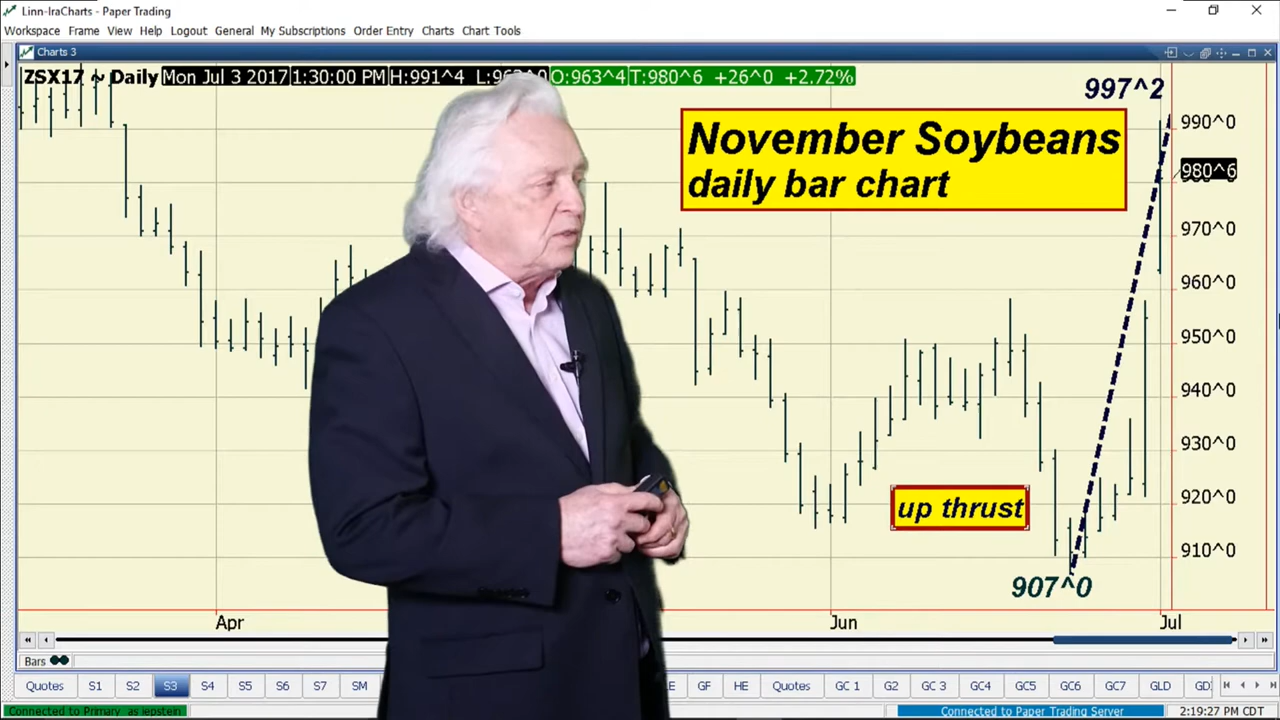 Linn-IraCharts - Paper Trading
Workspace Frame View Help Logout General My Subscriptions Order Entry Charts Chart Tools
Charts 3
ZSX17 ~ Daily Mon Jul 3 2017 1:30:00 PM H:991^4 O:963^4 T:980^6 +26^0 +2.72%
997^2
November Soybeans
daily bar chart
990^0
980^6
970^0
960^0
950^0
940^0
930^0
920^0
910^0
up thrust
907^0
Apr Jun Jul
Bars
Quotes S1 S2 S3 S4 S5 S6 S7 SM GF HE Quotes GC 1 GC2 GC 3 GC4 GC5 GC6 GC7 GLD
Connected to Primary as iepstein Connected to Paper Trading Server 2:19:27 PM CDT